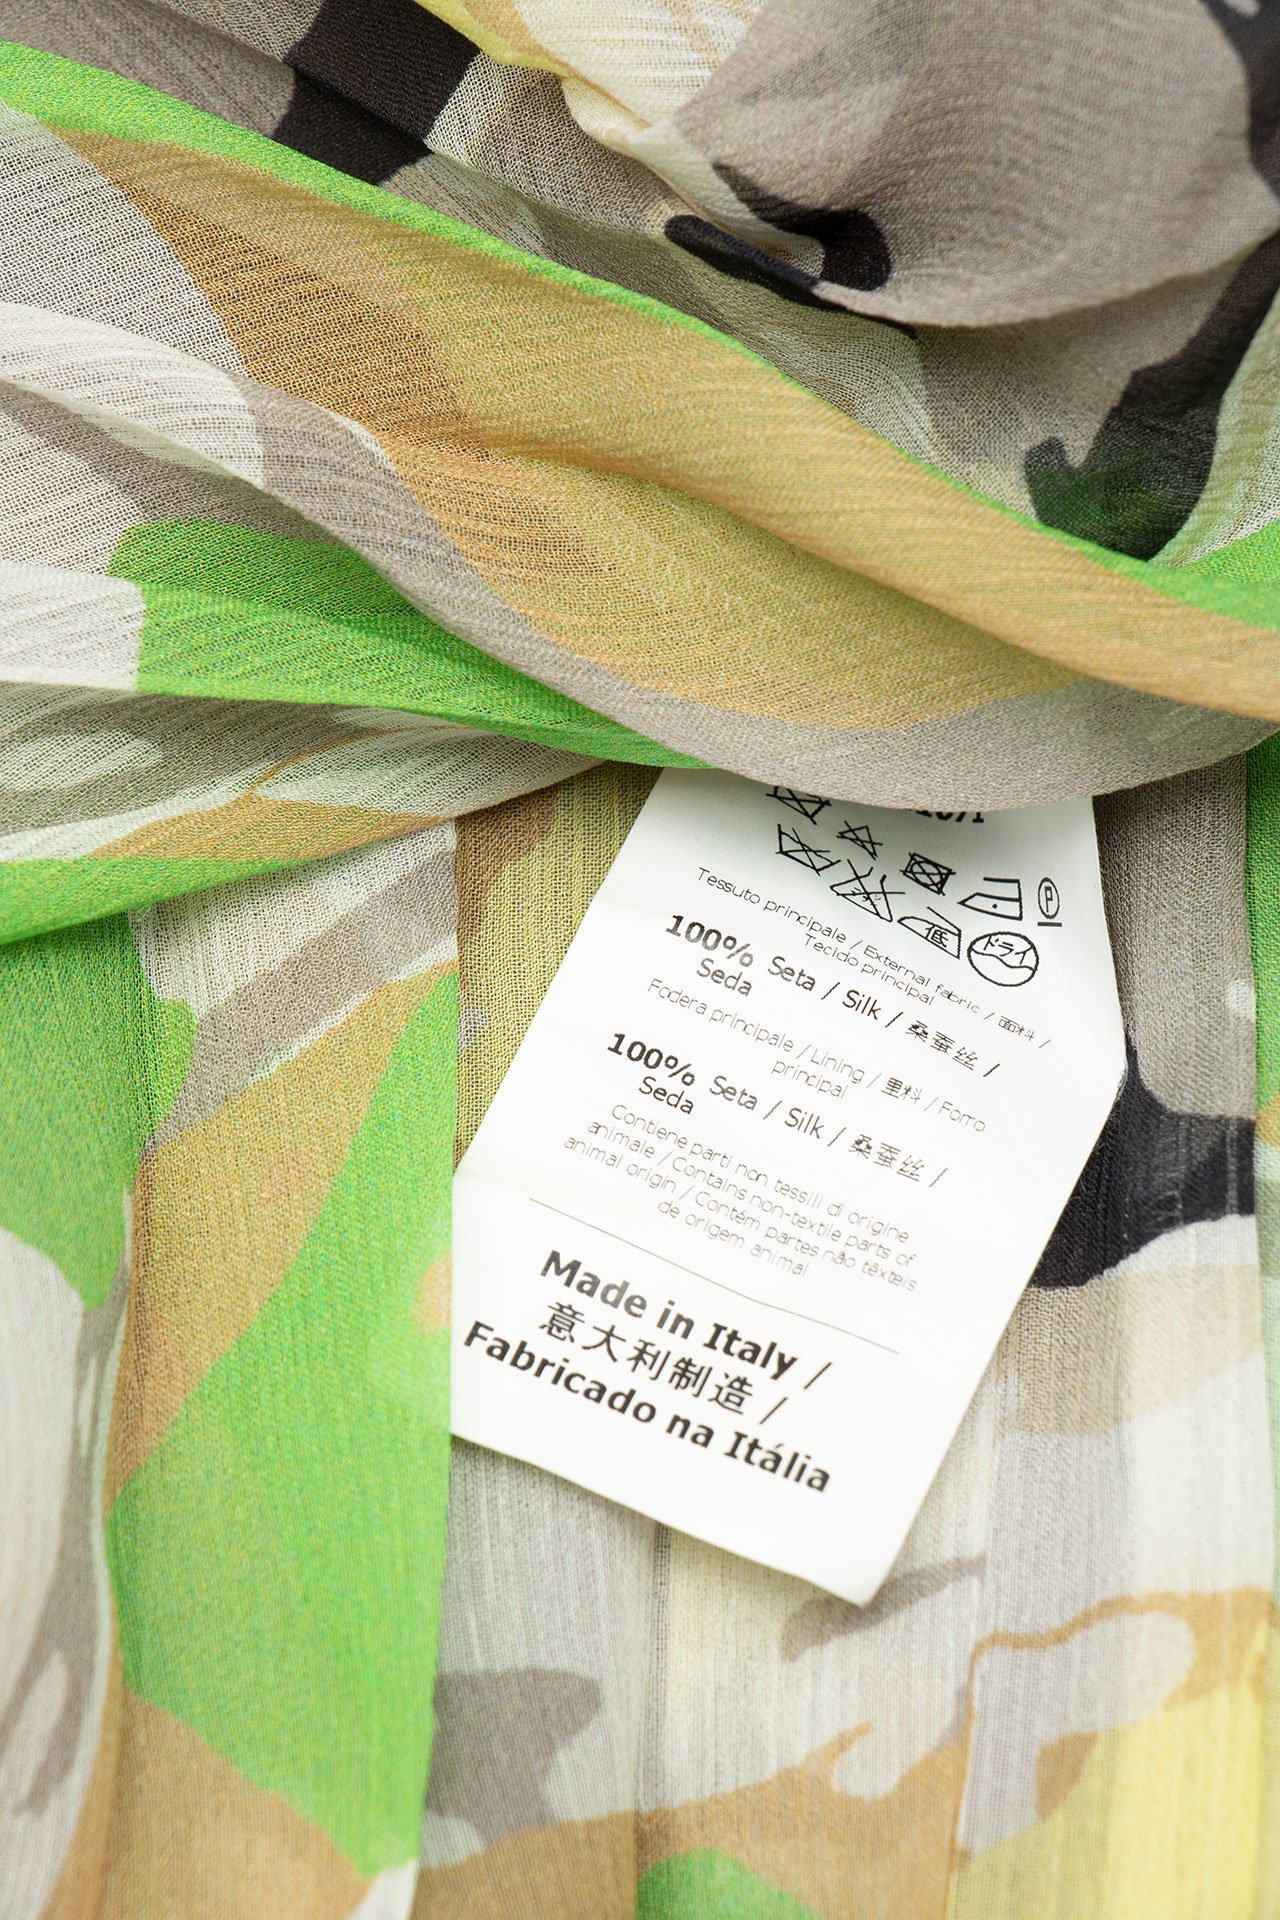 低 ドライ P
Tessuto principale / External fabric / 面料 /
Tecido principal
100% Seta / Silk / 桑蚕丝 /
Seda
Fodera principale / Lining / 里料 / Forro
principal
100% Seta / Silk / 桑蚕丝 /
Seda
Contiene parti non tessili di origine
animale / Contains non-textile parts of
animal origin / Contém partes não têxteis
de origem animal
Made in Italy /
意大利制造 /
Fabricado na Itália